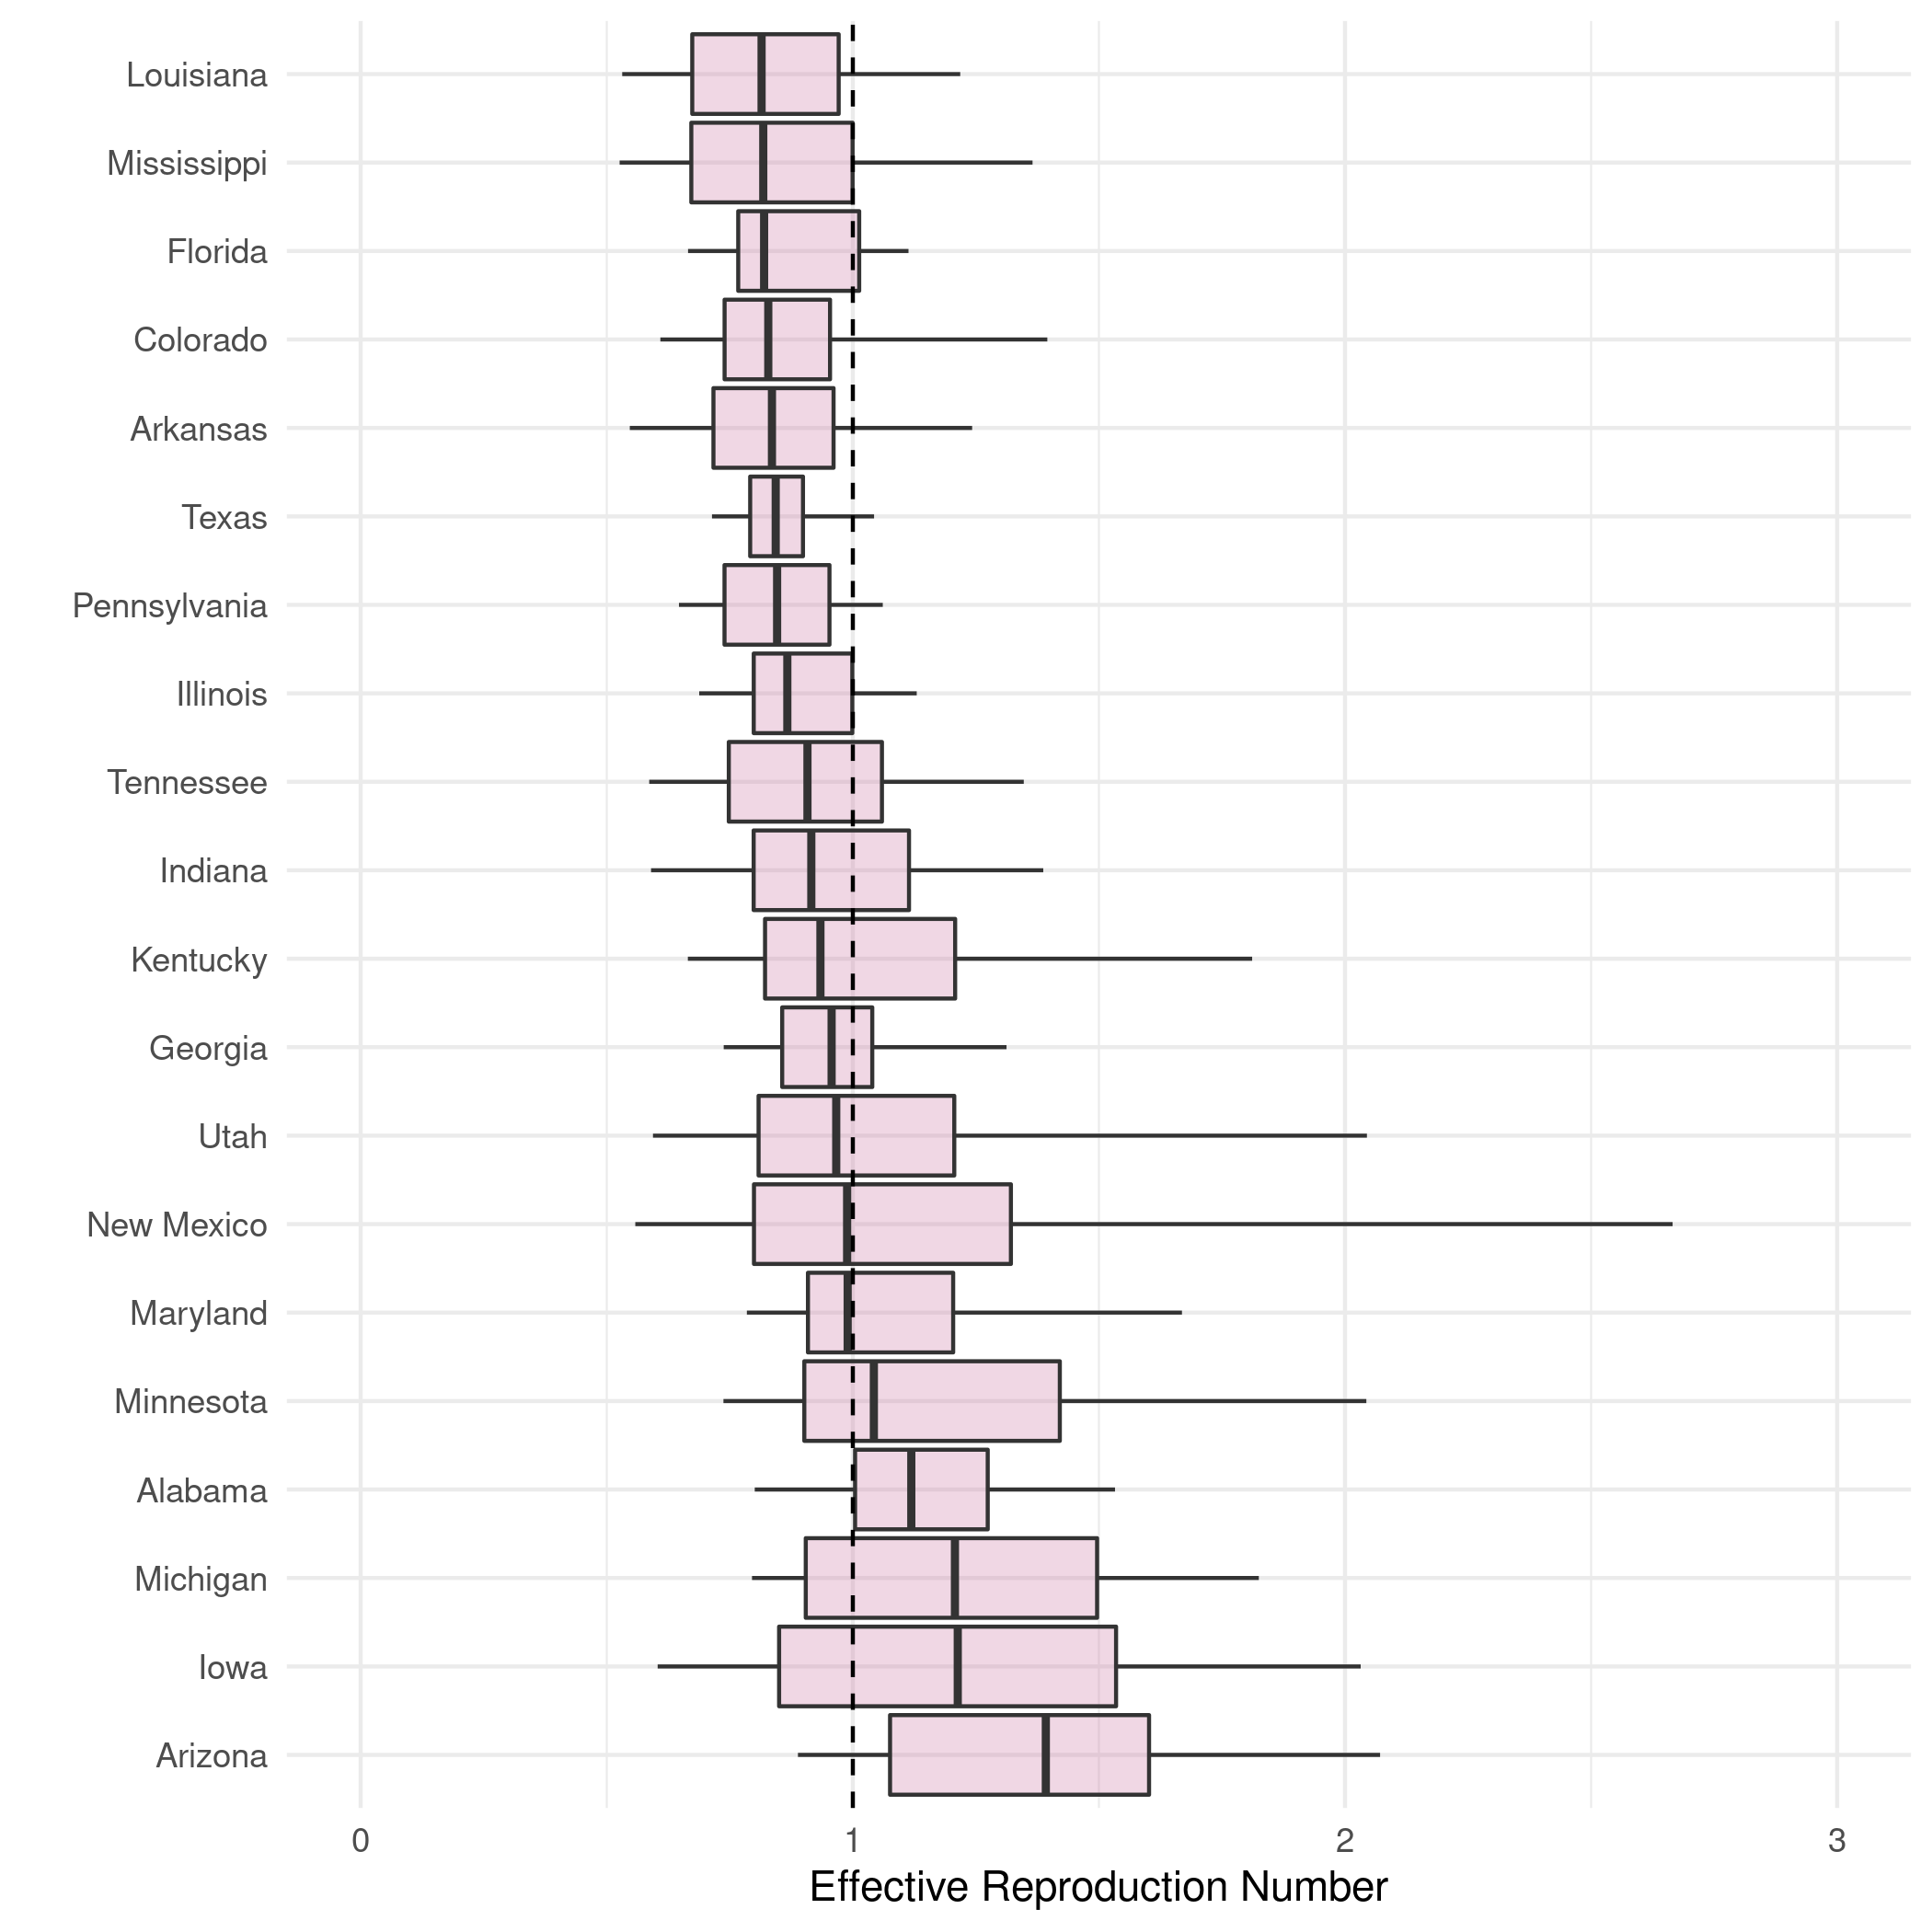 Louisiana
Mississippi
Florida
Colorado
Arkansas
Texas
Pennsylvania
Illinois
Tennessee
Indiana
Kentucky
Georgia
Utah
New Mexico
Maryland
Minnesota
Alabama
Michigan
Iowa
Arizona
0 1 2 3
Effective Reproduction Number